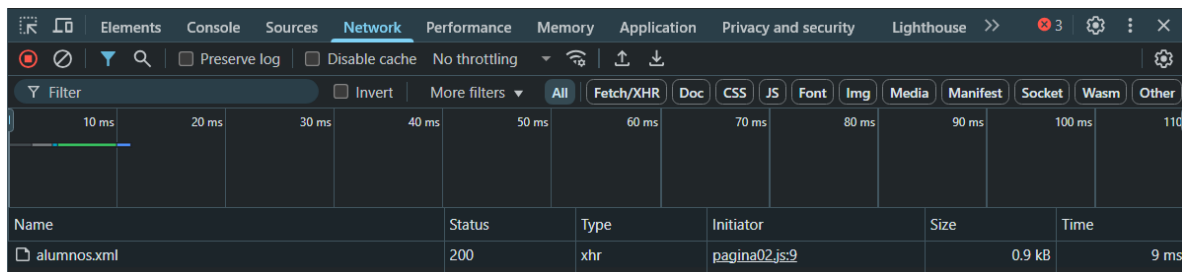 Elements Console Sources Network Performance Memory Application Privacy and security Lighthouse 3
Preserve log Disable cache No throttling
Filter Invert More filters All Fetch/XHR Doc CSS JS Font Img Media Manifest Socket Wasm Other
10 ms 20 ms 30 ms 40 ms 50 ms 60 ms 70 ms 80 ms 90 ms 100 ms 110
Name Status Type Initiator Size Time
alumnos.xml 200 xhr pagina02.js:9 0.9 kB 9 ms